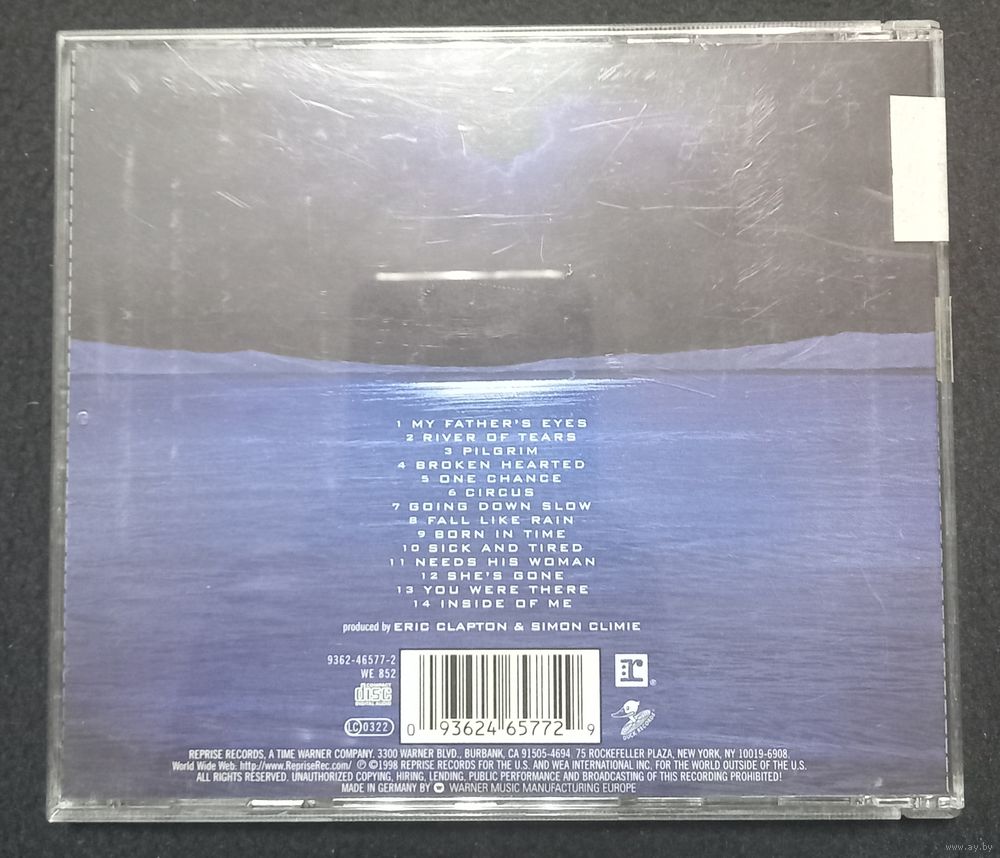 1 MY FATHER'S EYES
2 RIVER OF TEARS
3 PILGRIM
4 BROKEN HEARTED
5 ONE CHANCE
6 CIRCUS
7 GOING DOWN SLOW
8 FALL LIKE RAIN
9 BORN IN TIME
10 SICK AND TIRED
11 NEEDS HIS WOMAN
12 SHE'S GONE
13 YOU WERE THERE
14 INSIDE OF ME
produced by ERIC CLAPTON & SIMON CLIMIE
9362-46577-2
WE 852
COMPACT
disc
DIGITAL AUDIO
LC 0322
0 93624 65772 9
r ®
DUCK RECORDS
REPRISE RECORDS, A TIME WARNER COMPANY. 3300 WARNER BLVD., BURBANK, CA 91505-4694. 75 ROCKEFELLER PLAZA, NEW YORK, NY 10019-6908.
World Wide Web: http://www.RepriseRec.com/ ℗ ©1998 REPRISE RECORDS FOR THE U.S. AND WEA INTERNATIONAL INC. FOR THE WORLD OUTSIDE OF THE U.S.
ALL RIGHTS RESERVED. UNAUTHORIZED COPYING, HIRING, LENDING, PUBLIC PERFORMANCE AND BROADCASTING OF THIS RECORDING PROHIBITED!
MADE IN GERMANY BY WARNER MUSIC MANUFACTURING EUROPE
www.ay.by